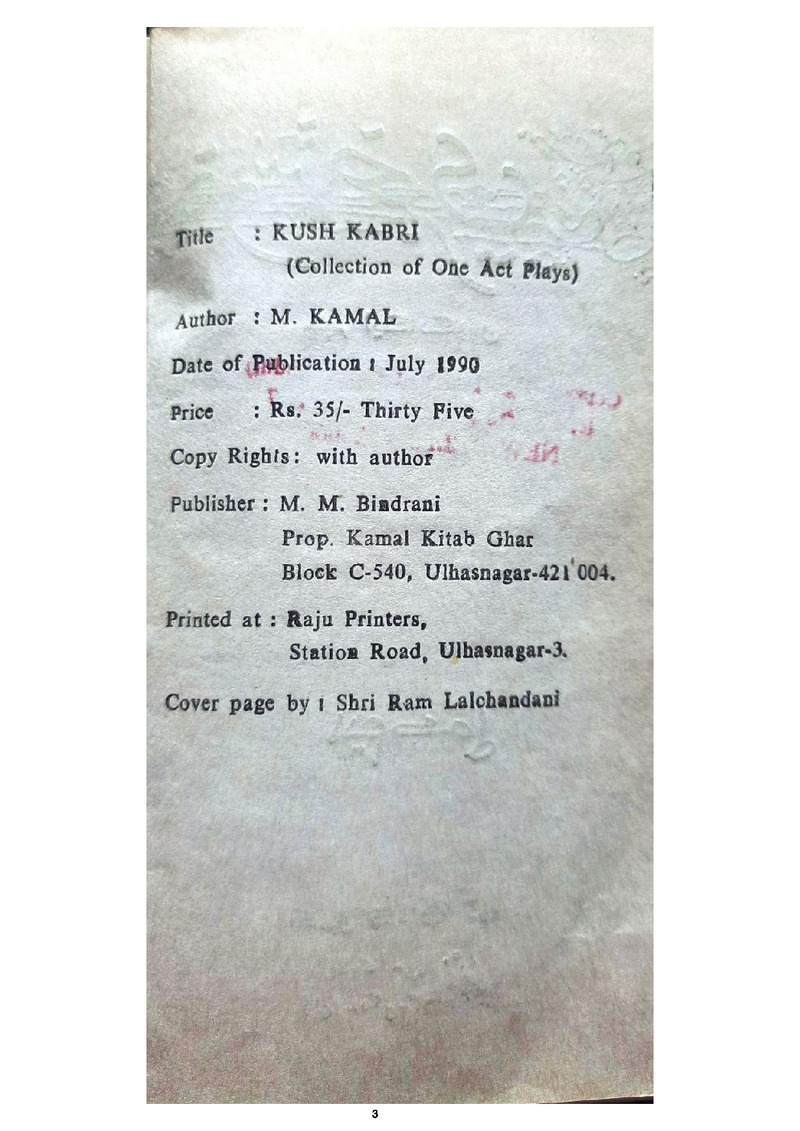 Title : KUSH KABRI
(Collection of One Act Plays)
Author : M. KAMAL
Date of Publication : July 1990
Price : Rs. 35/- Thirty Five
Copy Rights : with author
Publisher : M. M. Bindrani
Prop. Kamal Kitab Ghar
Block C-540, Ulhasnagar-421 004.
Printed at : Raju Printers,
Station Road, Ulhasnagar-3.
Cover page by : Shri Ram Lalchandani
3